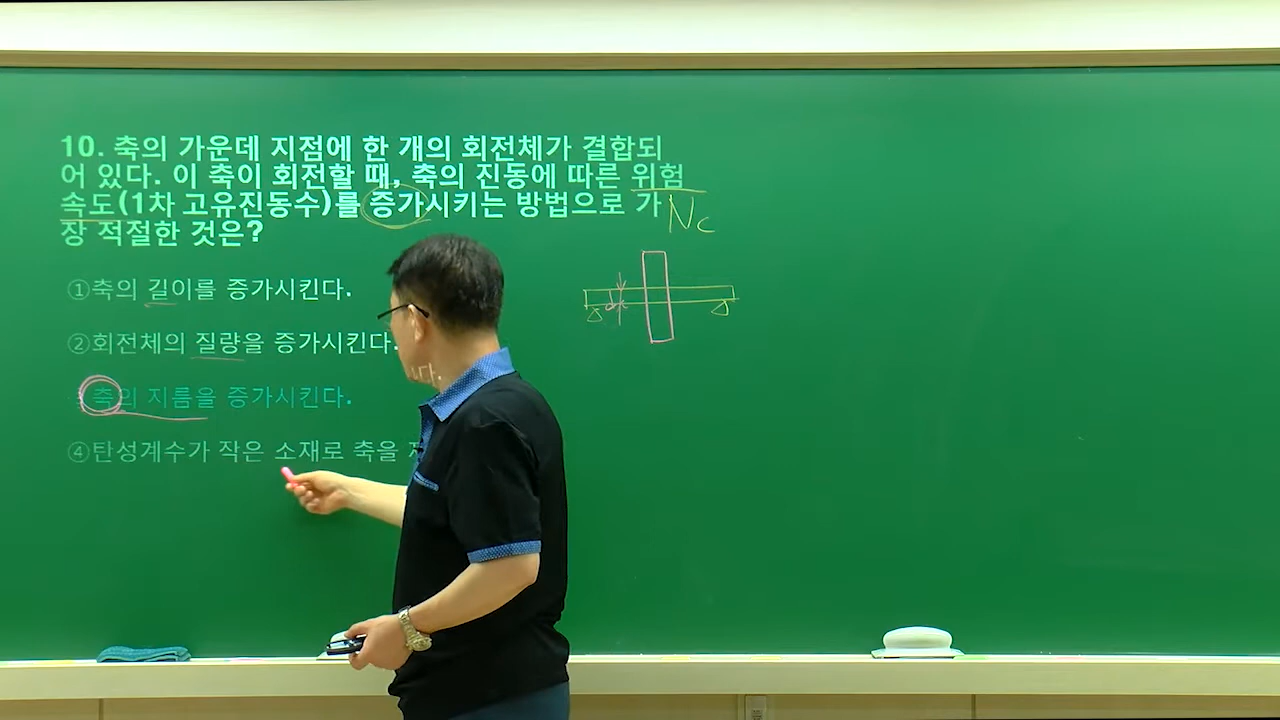 10. 축의 가운데 지점에 한 개의 회전체가 결합되
어 있다. 이 축이 회전할 때, 축의 진동에 따른 위험
속도(1차 고유진동수)를 증가시키는 방법으로 가
장 적절한 것은?
Nc
①축의 길이를 증가시킨다.
②회전체의 질량을 증가시킨다.
축의 지름을 증가시킨다.
④탄성계수가 작은 소재로 축을
d